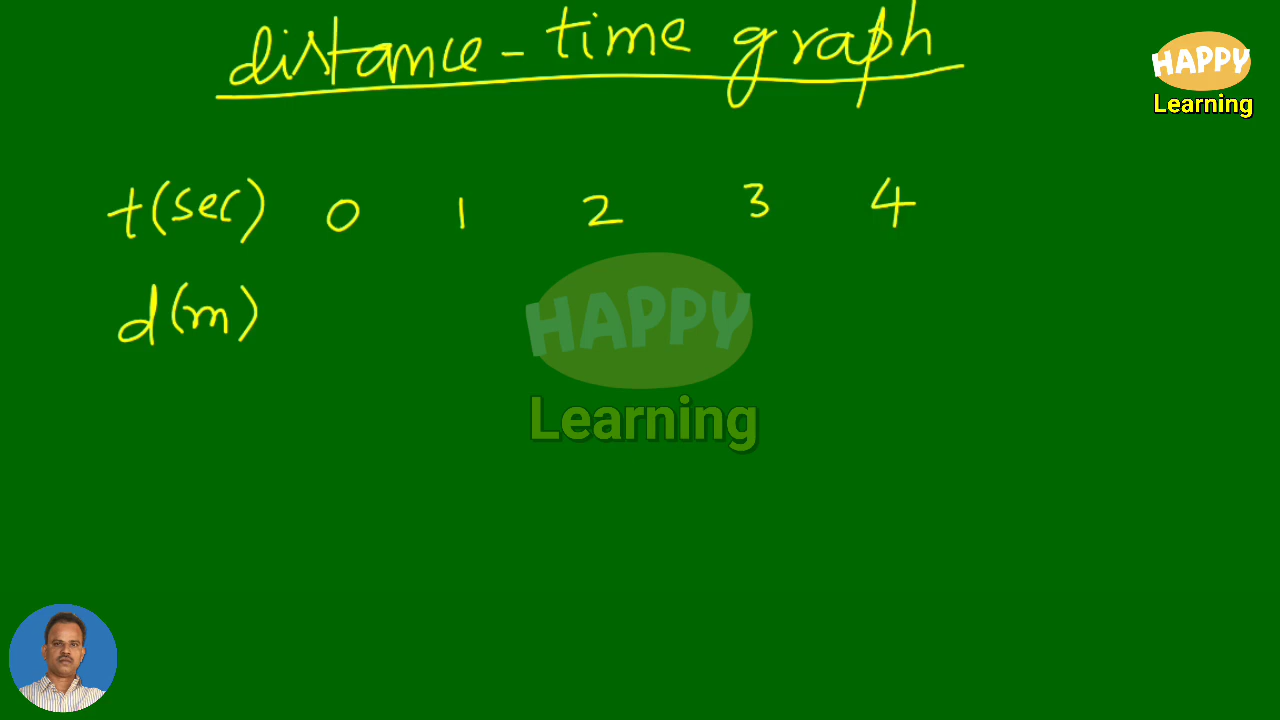 distance - time graph
HAPPY
Learning
t(sec) 0 1 2 3 4
d(m)
HAPPY
Learning